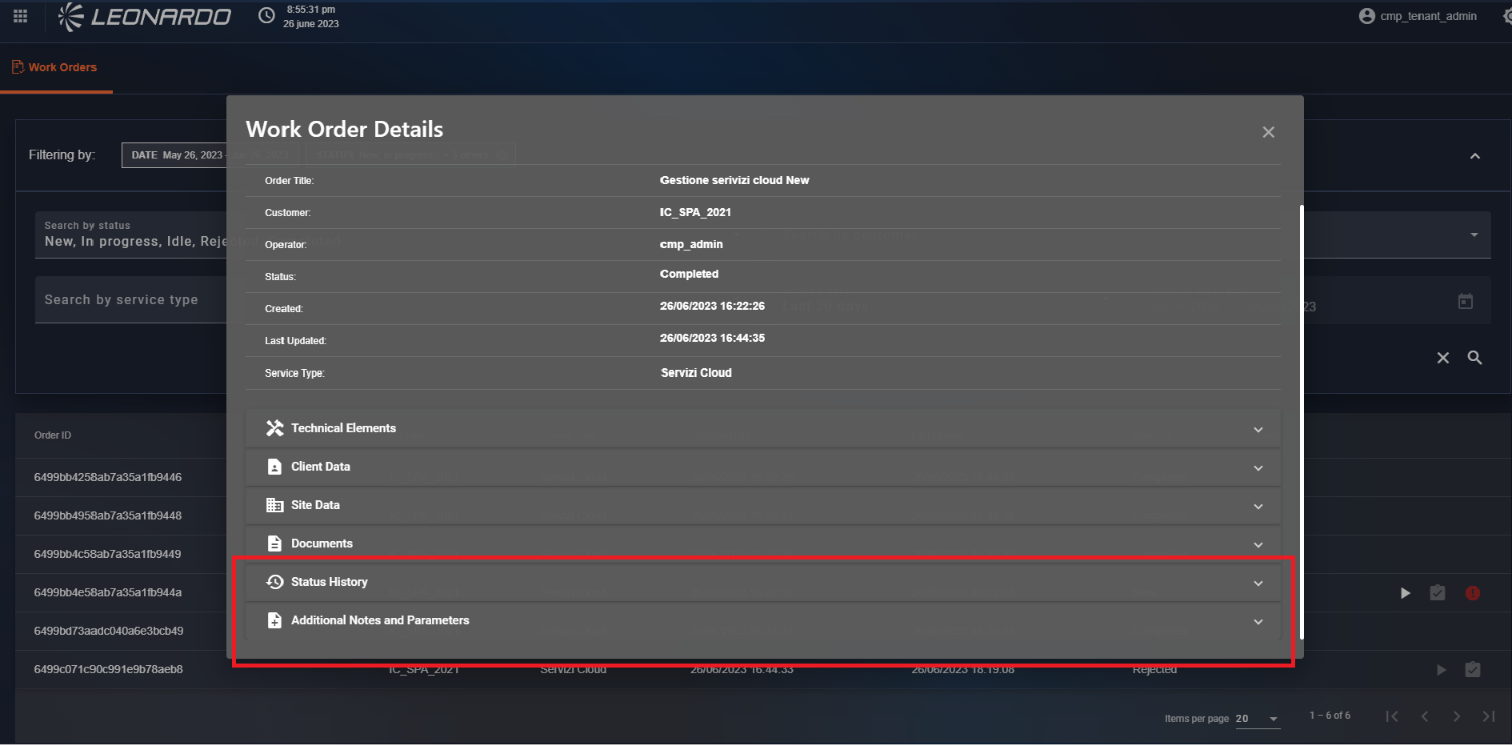 LEONARDO
8:55:31 pm
26 june 2023
cmp_tenant_admin
Work Orders
Work Order Details
Filtering by:
DATE May 26, 2023 -
Order Title:
Gestione serivizi cloud New
Customer:
IC_SPA_2021
Operator:
cmp_admin
Status:
Completed
Created:
26/06/2023 16:22:26
Last Updated:
26/06/2023 16:44:35
Service Type:
Servizi Cloud
Search by status
New, In progress, Idle, Reje
Search by service type
23
Technical Elements
Client Data
Site Data
Documents
Status History
Additional Notes and Parameters
Order ID
6499bb4258ab7a35a1fb9446
6499bb4958ab7a35a1fb9448
6499bb4c58ab7a35a1fb9449
6499bb4e58ab7a35a1fb944a
6499bd73aadc040a6e3bcb49
6499c071c90c991e9b78aeb8 IC_SPA_2021 Servizi Cloud 26/06/2023 16:44:33 26/06/2023 18:19:08 Rejected
Items per page 20 1 – 6 of 6